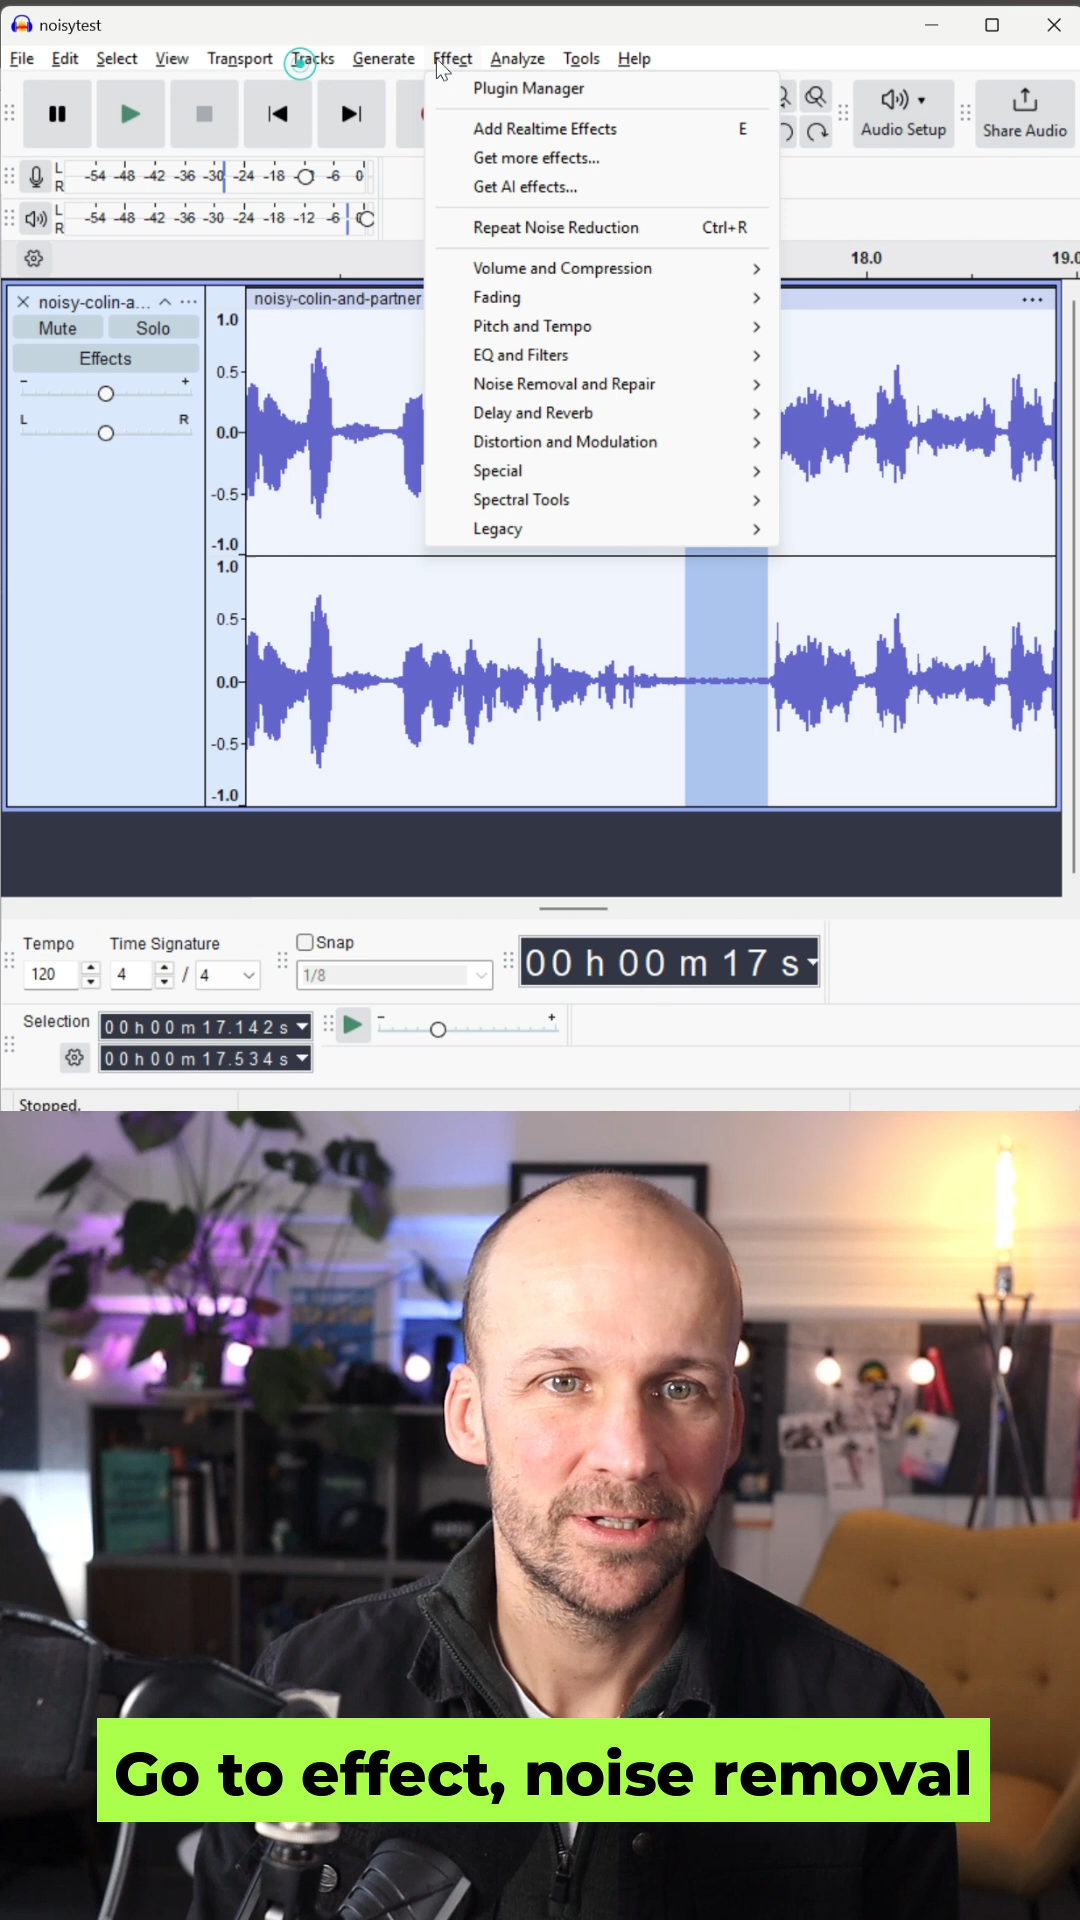 noisytest
File Edit Select View Transport Tracks Generate Effect Analyze Tools Help
Plugin Manager
Add Realtime Effects E
Get more effects...
Get AI effects...
Repeat Noise Reduction Ctrl+R
Volume and Compression
Fading
Pitch and Tempo
EQ and Filters
Noise Removal and Repair
Delay and Reverb
Distortion and Modulation
Special
Spectral Tools
Legacy
Audio Setup
Share Audio
L
R
-54 -48 -42 -36 -30 -24 -18 -6 0
L
R
-54 -48 -42 -36 -30 -24 -18 -12 -6
18.0 19.0
noisy-colin-a...
noisy-colin-and-partner
Mute Solo
Effects
- +
L R
1.0
0.5
0.0
-0.5
-1.0
1.0
0.5
0.0
-0.5
-1.0
Tempo
120
Time Signature
4 / 4
Snap
1/8
00 h 00 m 17 s
Selection
00 h 00 m 17.142 s
00 h 00 m 17.534 s
- +
Stopped.
Go to effect, noise removal